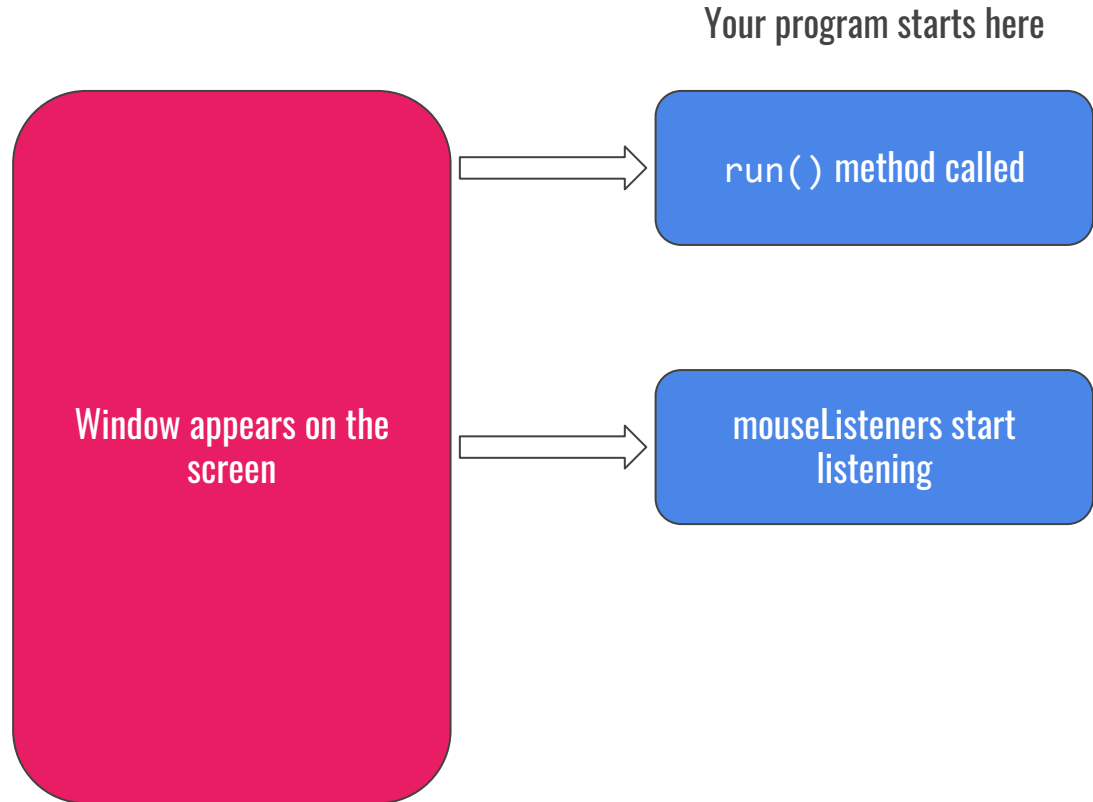 Your program starts here
run() method called
Window appears on the
screen
mouseListeners start
listening